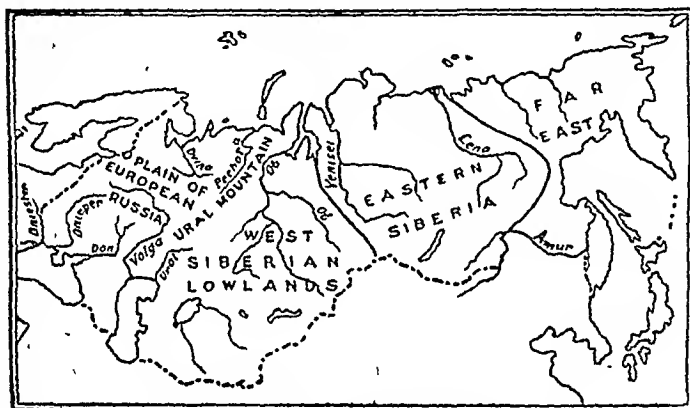 FAR
EAST
Lena
Yenisei
EASTERN
SIBERIA
Amur
Dvina
Pechora
PLAIN OF
EUROPEAN
RUSSIA
URAL MOUNTAIN
Ob
Ob
Dniester
Dnieper
Don
Volga
Ural
WEST
SIBERIAN
LOWLANDS